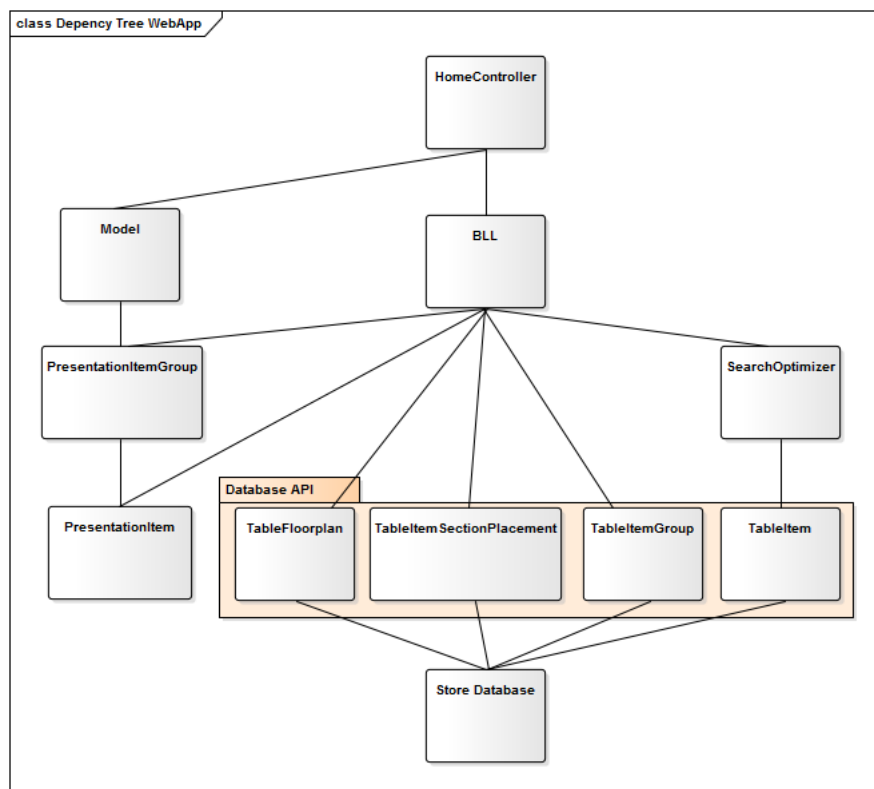 class Depency Tree WebApp
HomeController
Model
BLL
PresentationItemGroup
SearchOptimizer
Database API
PresentationItem
TableFloorplan
TableItemSectionPlacement
TableItemGroup
TableItem
Store Database